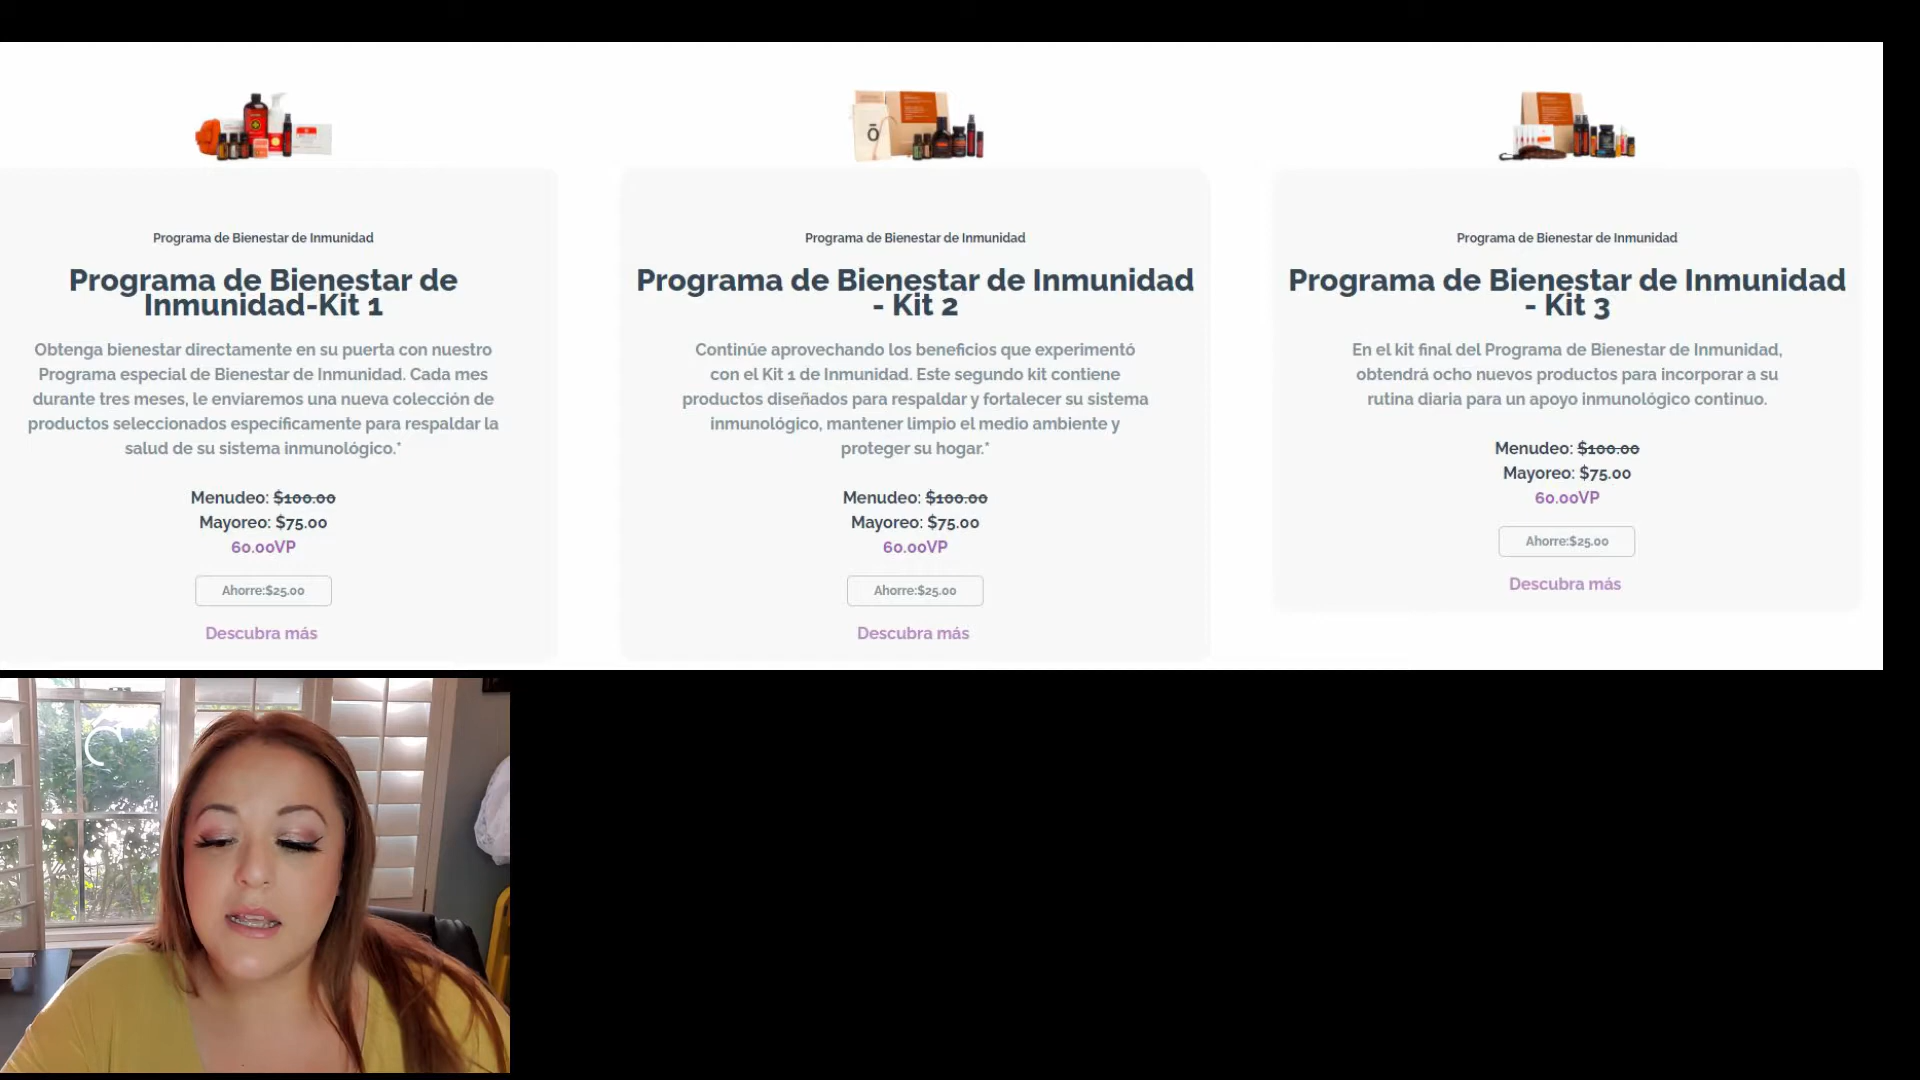 ō
Programa de Bienestar de Inmunidad
Programa de Bienestar de
Inmunidad-Kit 1
Obtenga bienestar directamente en su puerta con nuestro
Programa especial de Bienestar de Inmunidad. Cada mes
durante tres meses, le enviaremos una nueva colección de
productos seleccionados específicamente para respaldar la
salud de su sistema inmunológico.*
Menudeo: $100.00
Mayoreo: $75.00
60.00VP
Ahorre:$25.00
Descubra más
Programa de Bienestar de Inmunidad
Programa de Bienestar de Inmunidad
- Kit 2
Continúe aprovechando los beneficios que experimentó
con el Kit 1 de Inmunidad. Este segundo kit contiene
productos diseñados para respaldar y fortalecer su sistema
inmunológico, mantener limpio el medio ambiente y
proteger su hogar.*
Menudeo: $100.00
Mayoreo: $75.00
60.00VP
Ahorre:$25.00
Descubra más
Programa de Bienestar de Inmunidad
Programa de Bienestar de Inmunidad
- Kit 3
En el kit final del Programa de Bienestar de Inmunidad,
obtendrá ocho nuevos productos para incorporar a su
rutina diaria para un apoyo inmunológico continuo.
Menudeo: $100.00
Mayoreo: $75.00
60.00VP
Ahorre:$25.00
Descubra más